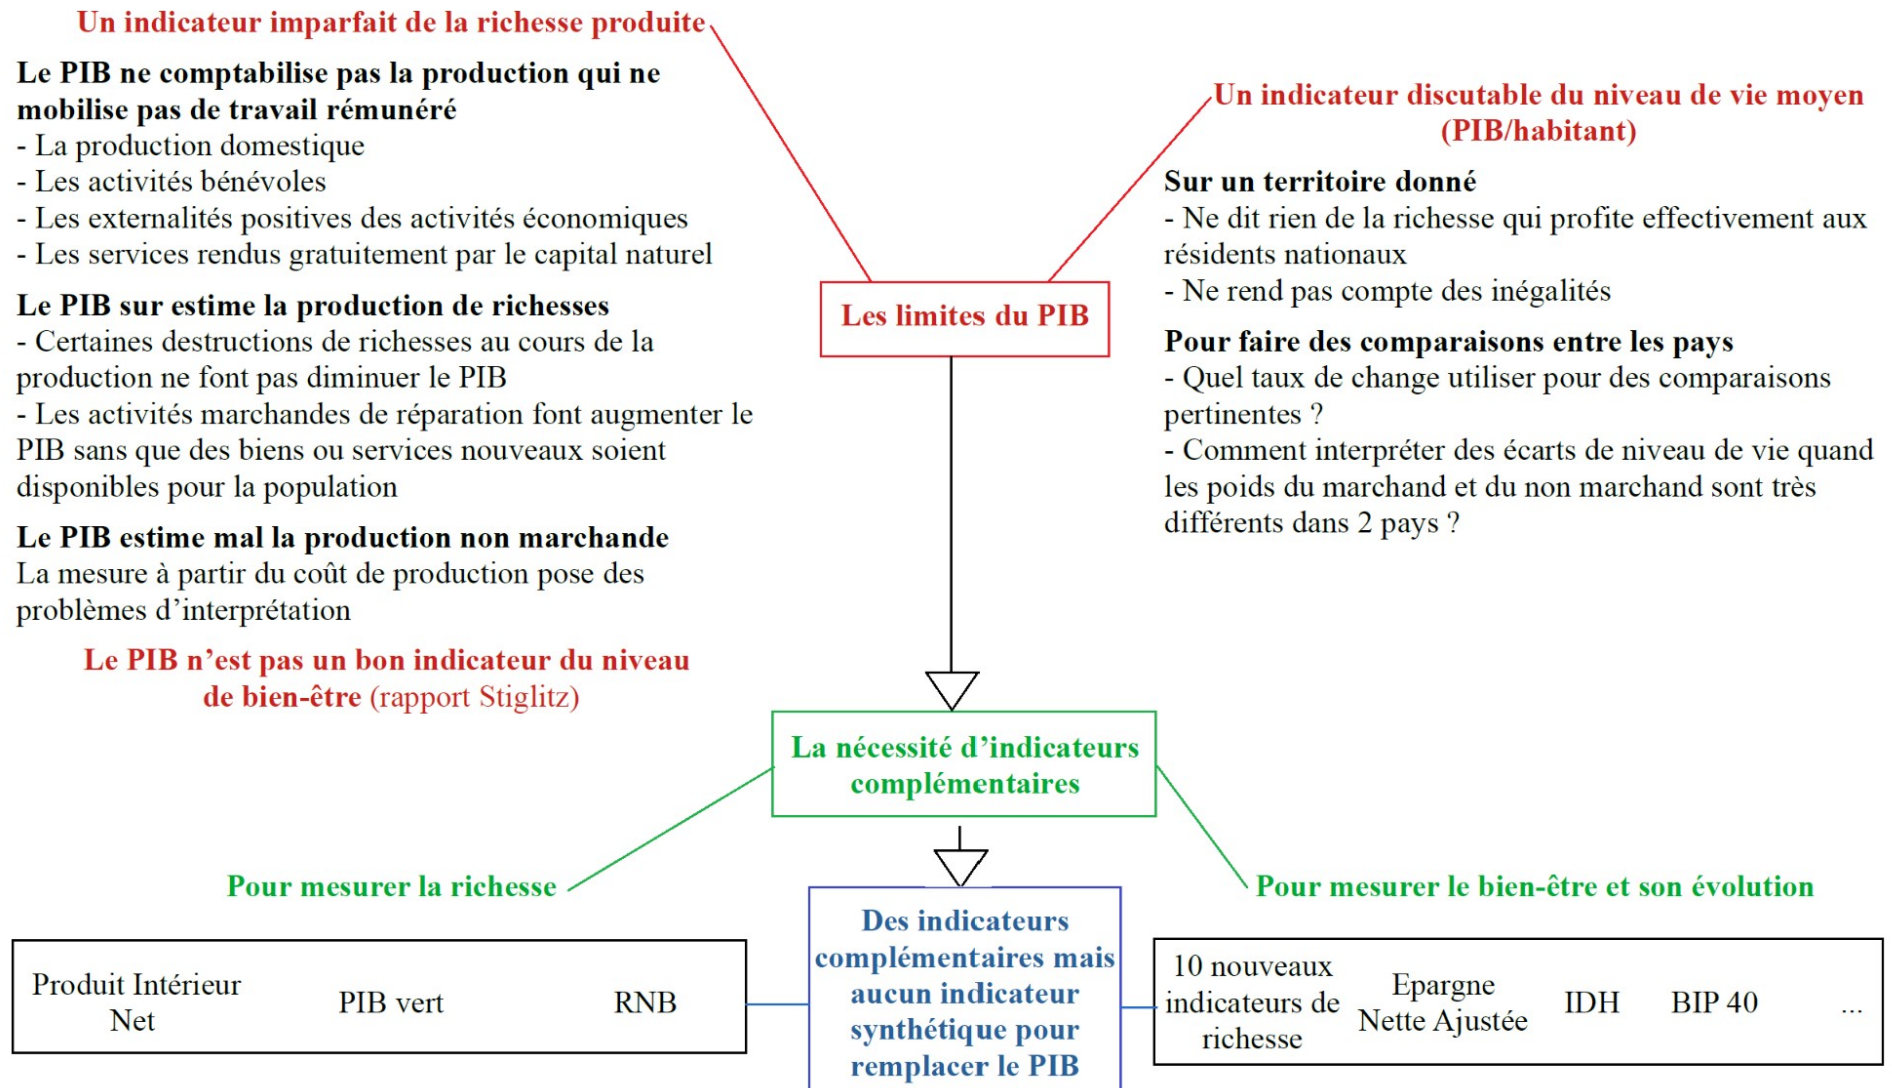 Un indicateur imparfait de la richesse produite
Le PIB ne comptabilise pas la production qui ne
mobilise pas de travail rémunéré
- La production domestique
- Les activités bénévoles
- Les externalités positives des activités économiques
- Les services rendus gratuitement par le capital naturel
Le PIB sur estime la production de richesses
- Certaines destructions de richesses au cours de la
production ne font pas diminuer le PIB
- Les activités marchandes de réparation font augmenter le
PIB sans que des biens ou services nouveaux soient
disponibles pour la population
Le PIB estime mal la production non marchande
La mesure à partir du coût de production pose des
problèmes d’interprétation
Le PIB n’est pas un bon indicateur du niveau
de bien-être (rapport Stiglitz)
Un indicateur discutable du niveau de vie moyen
(PIB/habitant)
Sur un territoire donné
- Ne dit rien de la richesse qui profite effectivement aux
résidents nationaux
- Ne rend pas compte des inégalités
Pour faire des comparaisons entre les pays
- Quel taux de change utiliser pour des comparaisons
pertinentes ?
- Comment interpréter des écarts de niveau de vie quand
les poids du marchand et du non marchand sont très
différents dans 2 pays ?
Les limites du PIB
La nécessité d’indicateurs
complémentaires
Pour mesurer la richesse
Pour mesurer le bien-être et son évolution
Produit Intérieur
Net
PIB vert
RNB
Des indicateurs
complémentaires mais
aucun indicateur
synthétique pour
remplacer le PIB
10 nouveaux
indicateurs de
richesse
Epargne
Nette Ajustée
IDH
BIP 40
...